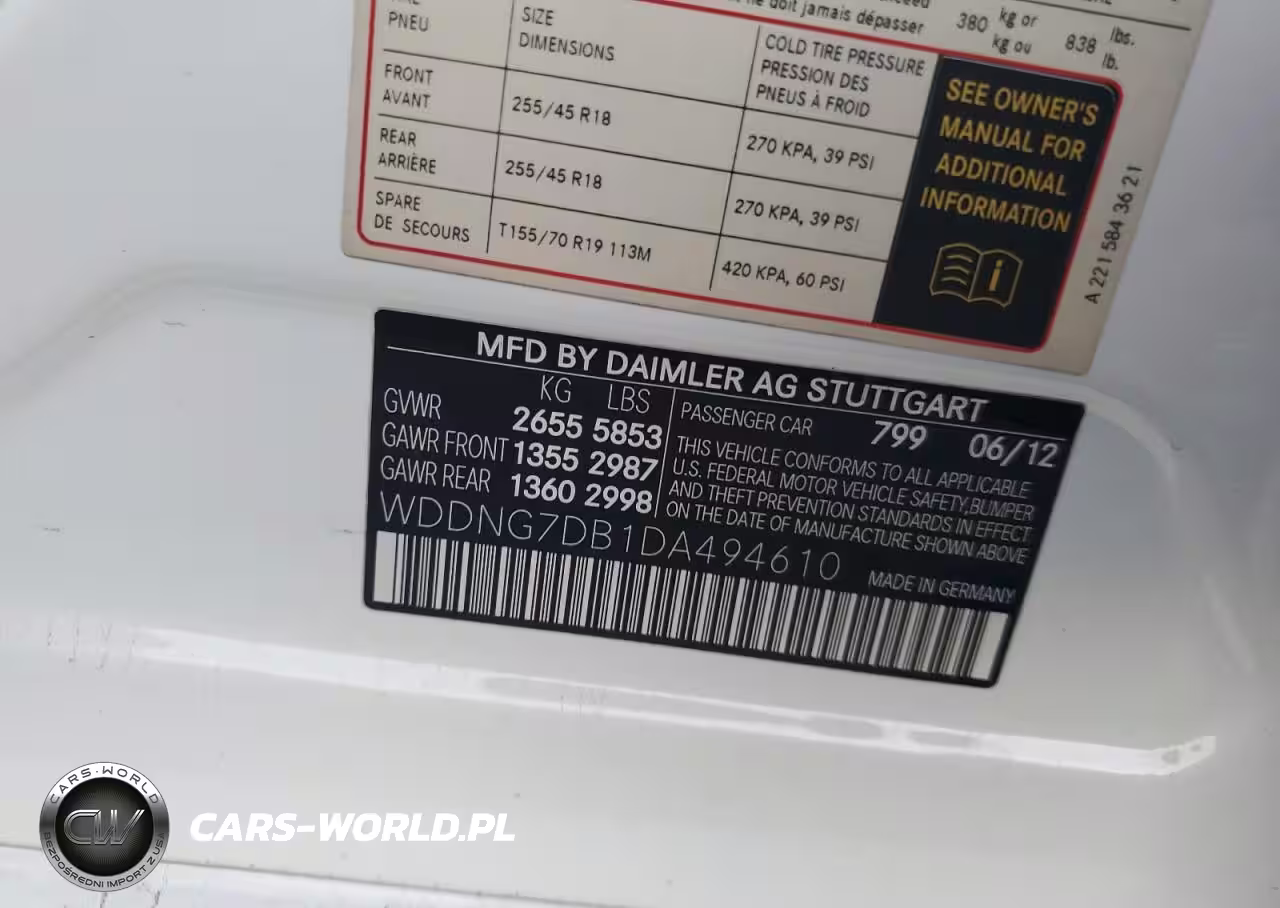 ne doit jamais dépasser 380 kg or 838 lbs.
kg ou lb.
PNEU
SIZE
DIMENSIONS
COLD TIRE PRESSURE
PRESSION DES
PNEUS À FROID
FRONT
AVANT
255/45 R18
270 KPA, 39 PSI
REAR
ARRIÈRE
255/45 R18
270 KPA, 39 PSI
SPARE
DE SECOURS
T155/70 R19 113M
420 KPA, 60 PSI
SEE OWNER'S
MANUAL FOR
ADDITIONAL
INFORMATION
i
A 221 584 36 21
MFD BY DAIMLER AG STUTTGART
KG LBS
GVWR 2655 5853
GAWR FRONT 1355 2987
GAWR REAR 1360 2998
PASSENGER CAR 799 06/12
THIS VEHICLE CONFORMS TO ALL APPLICABLE
U.S. FEDERAL MOTOR VEHICLE SAFETY,BUMPER
AND THEFT PREVENTION STANDARDS IN EFFECT
ON THE DATE OF MANUFACTURE SHOWN ABOVE
WDDNG7DB1DA494610
MADE IN GERMANY
CARS-WORLD
CW
BEZPOŚREDNI IMPORT Z USA
CARS-WORLD.PL